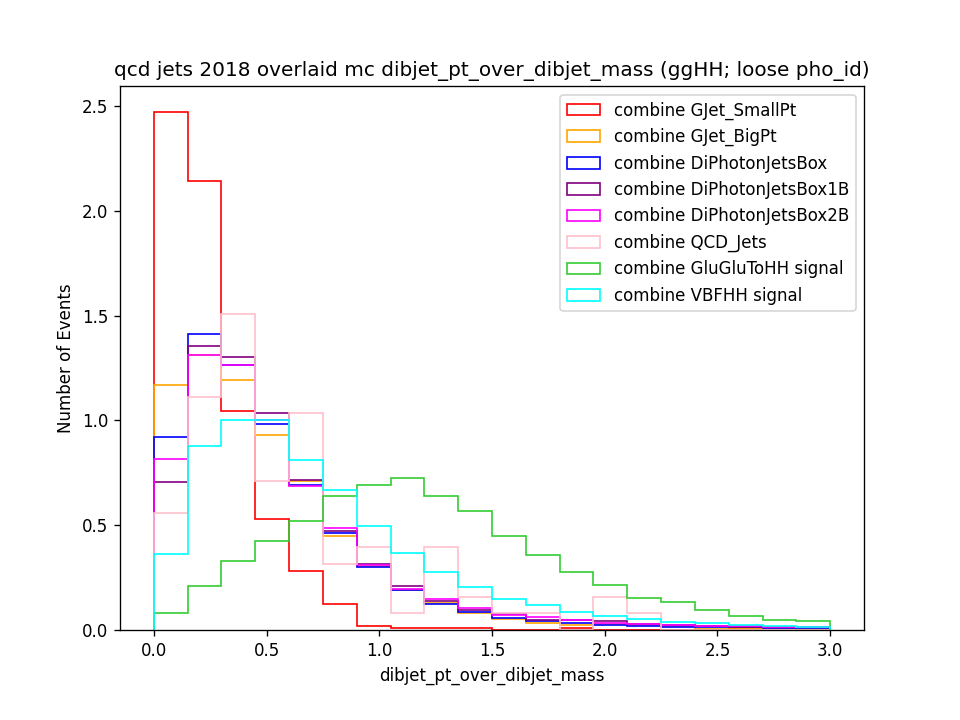 qcd jets 2018 overlaid mc dibjet_pt_over_dibjet_mass (ggHH; loose pho_id)
combine GJet_SmallPt
combine GJet_BigPt
combine DiPhotonJetsBox
combine DiPhotonJetsBox1B
combine DiPhotonJetsBox2B
combine QCD_Jets
combine GluGluToHH signal
combine VBFHH signal
Number of Events
2.5
2.0
1.5
1.0
0.5
0.0
0.0 0.5 1.0 1.5 2.0 2.5 3.0
dibjet_pt_over_dibjet_mass